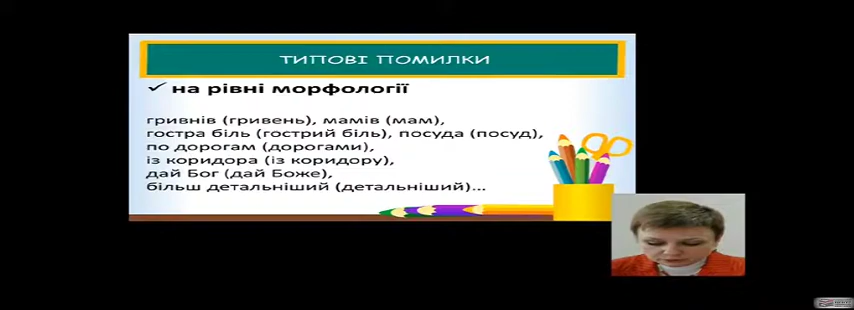 ТИПОВІ ПОМИЛКИ
✓ на рівні морфології
гривнів (гривень), мамів (мам),
гостра біль (гострий біль), посуда (посуд),
по дорогам (дорогами),
із коридора (із коридору),
дай Бог (дай Боже),
більш детальніший (детальніший)...